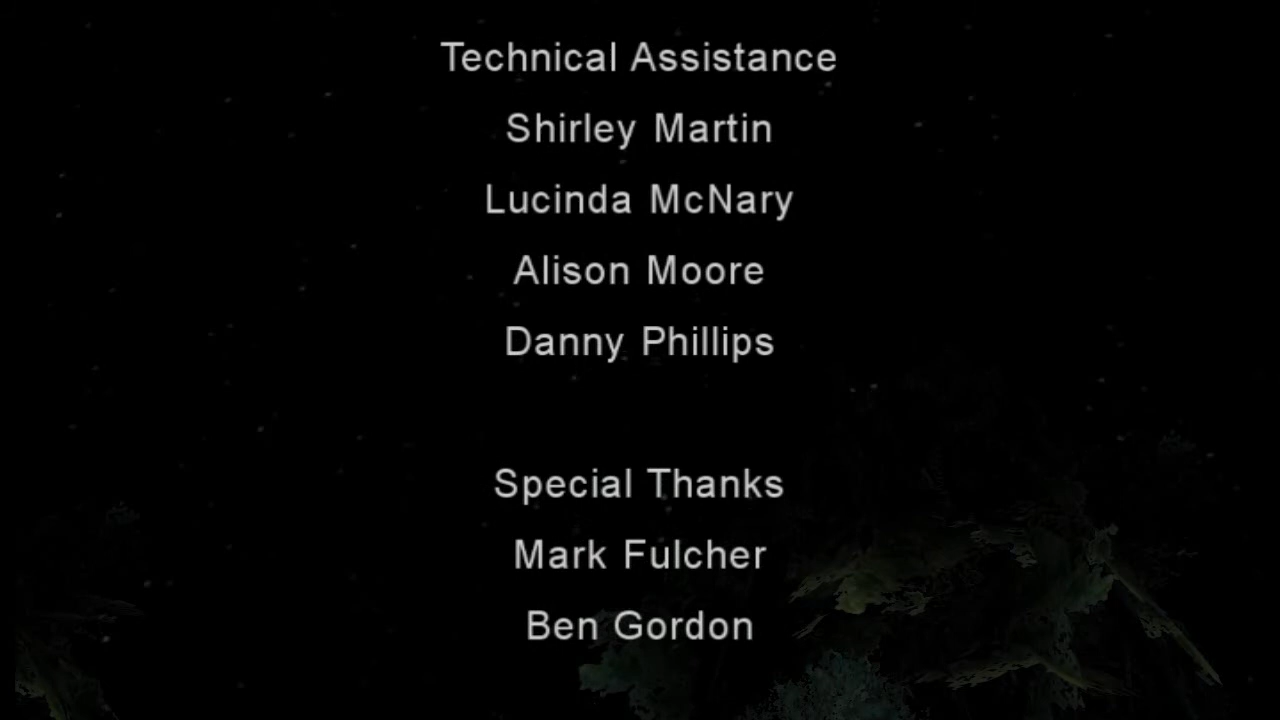 Technical Assistance
Shirley Martin
Lucinda McNary
Alison Moore
Danny Phillips
Special Thanks
Mark Fulcher
Ben Gordon